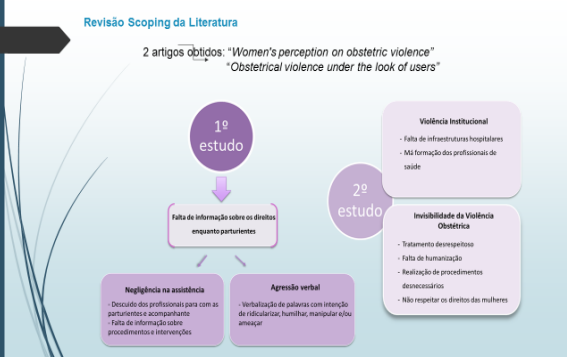 Revisão Scoping da Literatura
2 artigos obtidos: “Women's perception on obstetric violence”
“Obstetrical violence under the look of users”
1º
estudo
Falta de informação sobre os direitos
enquanto parturientes
Negligência na assistência
- Descuido dos profissionais para com as
parturientes e acompanhante
- Falta de informação sobre
procedimentos e intervenções
Agressão verbal
- Verbalização de palavras com intenção
de ridicularizar, humilhar, manipular e/ou
ameaçar
2º
estudo
Violência Institucional
- Falta de infraestruturas hospitalares
- Má formação dos profissionais de
saúde
Invisibilidade da Violência
Obstétrica
- Tratamento desrespeitoso
- Falta de humanização
- Realização de procedimentos
desnecessários
- Não respeitar os direitos das mulheres